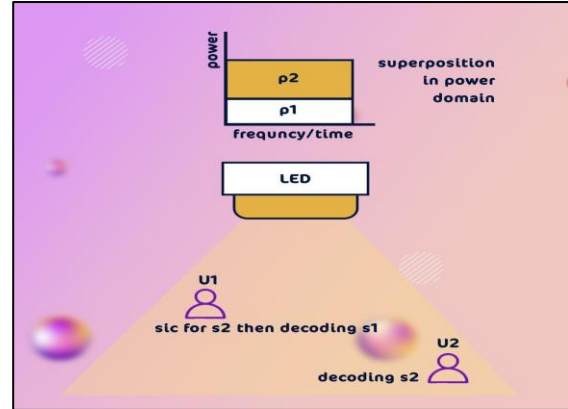 power
p2
p1
frequncy/time
superposition
in power
domain
LED
U1
sic for s2 then decoding s1
U2
decoding s2